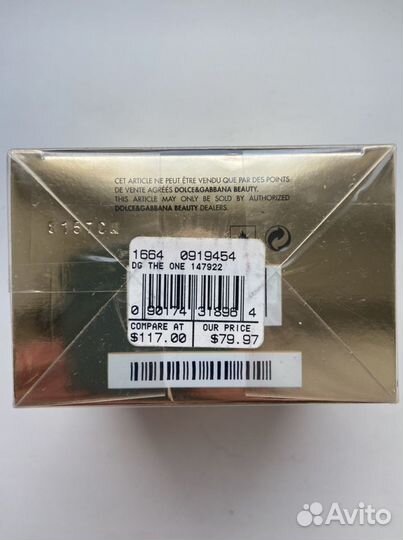 CET ARTICLE NE PEUT ÊTRE VENDU QUE PAR DES POINTS
DE VENTE AGRÉÉS DOLCE&GABBANA BEAUTY.
THIS ARTICLE MAY ONLY BE SOLD BY AUTHORIZED
DOLCE&GABBANA BEAUTY DEALERS.
1664 0919454
DG THE ONE 147922
0 90174 31896 4
COMPARE AT OUR PRICE
$117.00 $79.97
Avito